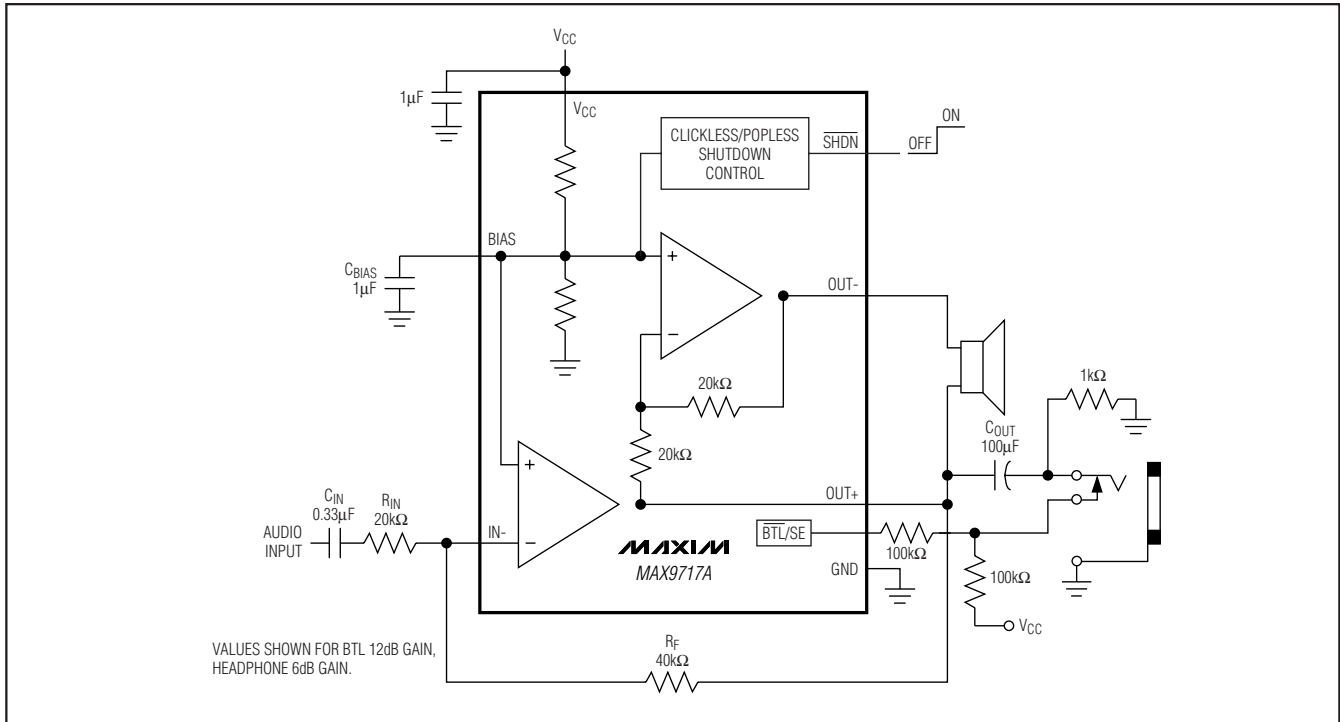 VCC
1µF
VCC
CLICKLESS/POPLESS
SHUTDOWN
CONTROL
SHDN
ON
OFF
BIAS
CBIAS
1µF
+
−
OUT-
20kΩ
20kΩ
1kΩ
COUT
100µF
+
−
CIN
0.33µF
RIN
20kΩ
AUDIO
INPUT
IN-
OUT+
MAXIM
MAX9717A
BTL/SE
100kΩ
GND
100kΩ
VCC
RF
40kΩ
VALUES SHOWN FOR BTL 12dB GAIN,
HEADPHONE 6dB GAIN.